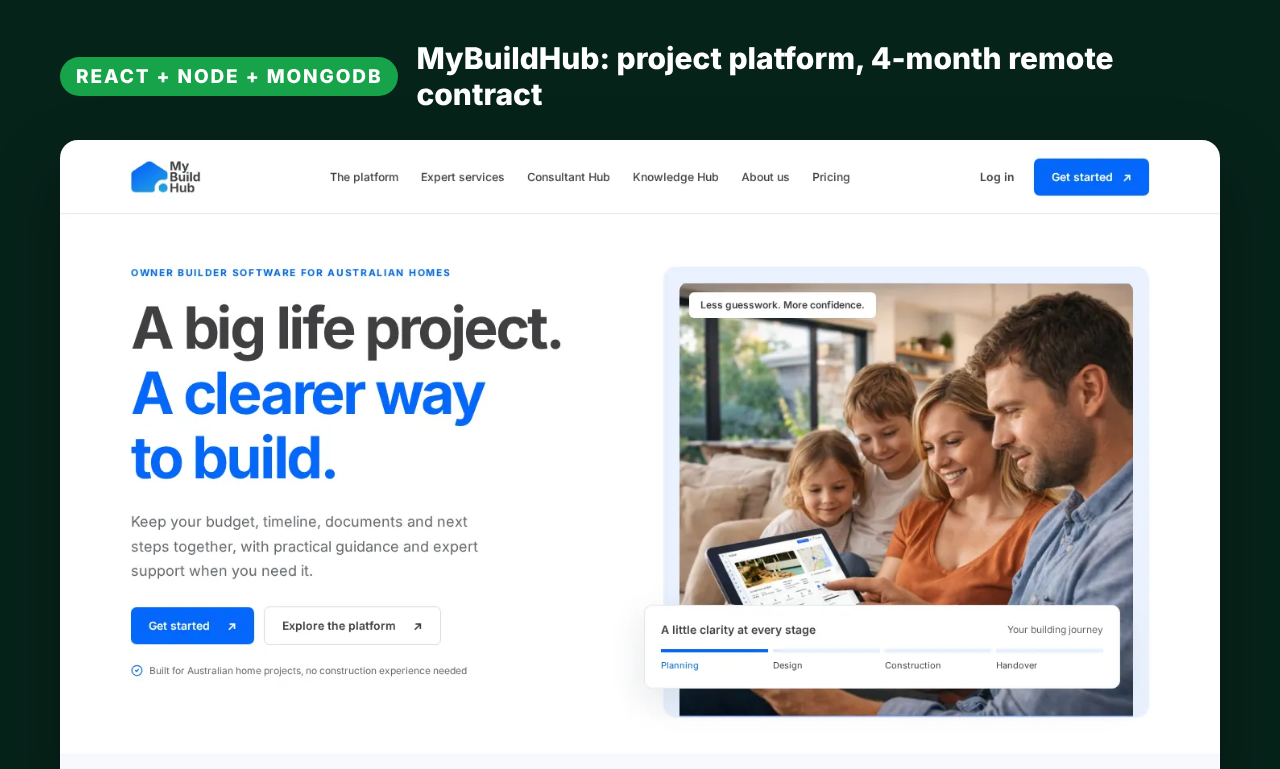 REACT + NODE + MONGODB
MyBuildHub: project platform, 4-month remote
contract
My
Build
Hub
The platform
Expert services
Consultant Hub
Knowledge Hub
About us
Pricing
Log in
Get started
OWNER BUILDER SOFTWARE FOR AUSTRALIAN HOMES
A big life project.
A clearer way
to build.
Keep your budget, timeline, documents and next
steps together, with practical guidance and expert
support when you need it.
Get started
Explore the platform
Built for Australian home projects, no construction experience needed
Less guesswork. More confidence.
A little clarity at every stage
Your building journey
Planning
Design
Construction
Handover